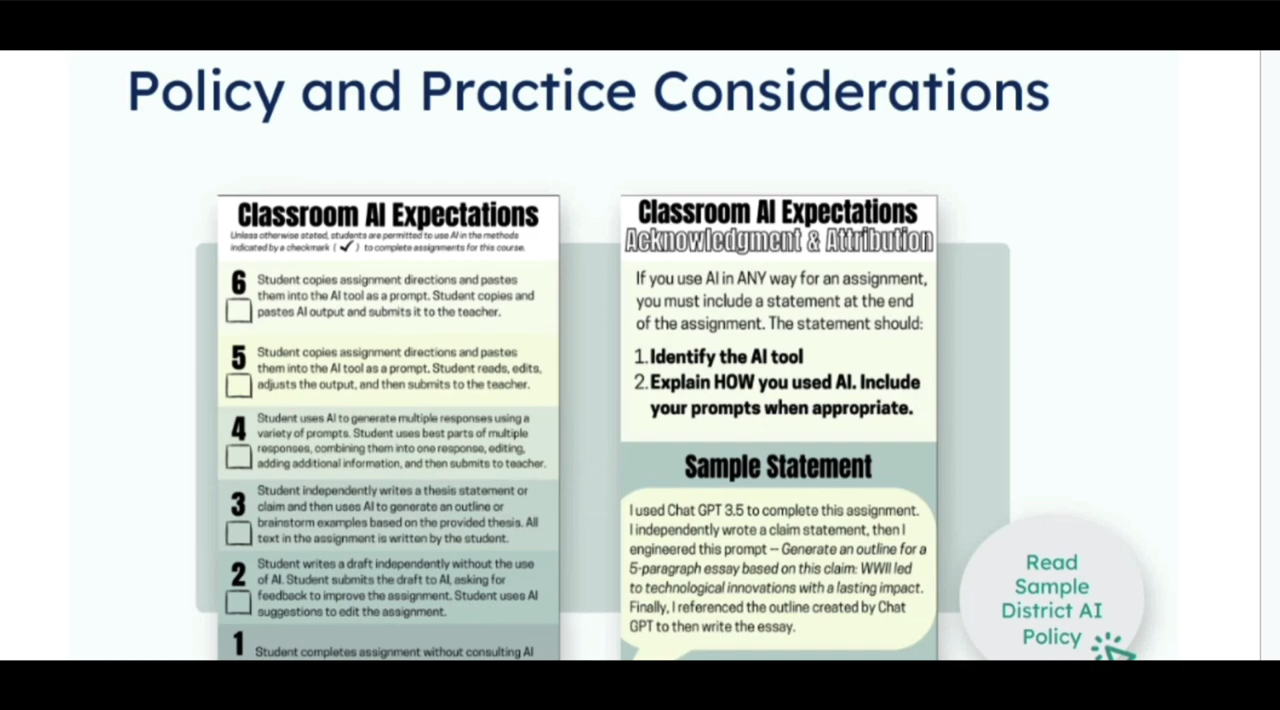 Policy and Practice Considerations
Classroom AI Expectations
Unless otherwise stated, students are permitted to use AI in the methods
indicated by a checkmark ( ✓ ) to complete assignments for this course.
6
Student copies assignment directions and pastes
them into the AI tool as a prompt. Student copies and
pastes AI output and submits it to the teacher.
5
Student copies assignment directions and pastes
them into the AI tool as a prompt. Student reads, edits,
adjusts the output, and then submits to the teacher.
4
Student uses AI to generate multiple responses using a
variety of prompts. Student uses best parts of multiple
responses, combining them into one response, editing,
adding additional information, and then submits to teacher.
3
Student independently writes a thesis statement or
claim and then uses AI to generate an outline or
brainstorm examples based on the provided thesis. All
text in the assignment is written by the student.
2
Student writes a draft independently without the use
of AI. Student submits the draft to AI, asking for
feedback to improve the assignment. Student uses AI
suggestions to edit the assignment.
1
Student completes assignment without consulting AI
Classroom AI Expectations
Acknowledgment & Attribution
If you use AI in ANY way for an assignment,
you must include a statement at the end
of the assignment. The statement should:
1. Identify the AI tool
2. Explain HOW you used AI. Include
your prompts when appropriate.
Sample Statement
I used Chat GPT 3.5 to complete this assignment.
I independently wrote a claim statement, then I
engineered this prompt – Generate an outline for a
5-paragraph essay based on this claim: WWII led
to technological innovations with a lasting impact.
Finally, I referenced the outline created by Chat
GPT to then write the essay.
Read
Sample
District AI
Policy